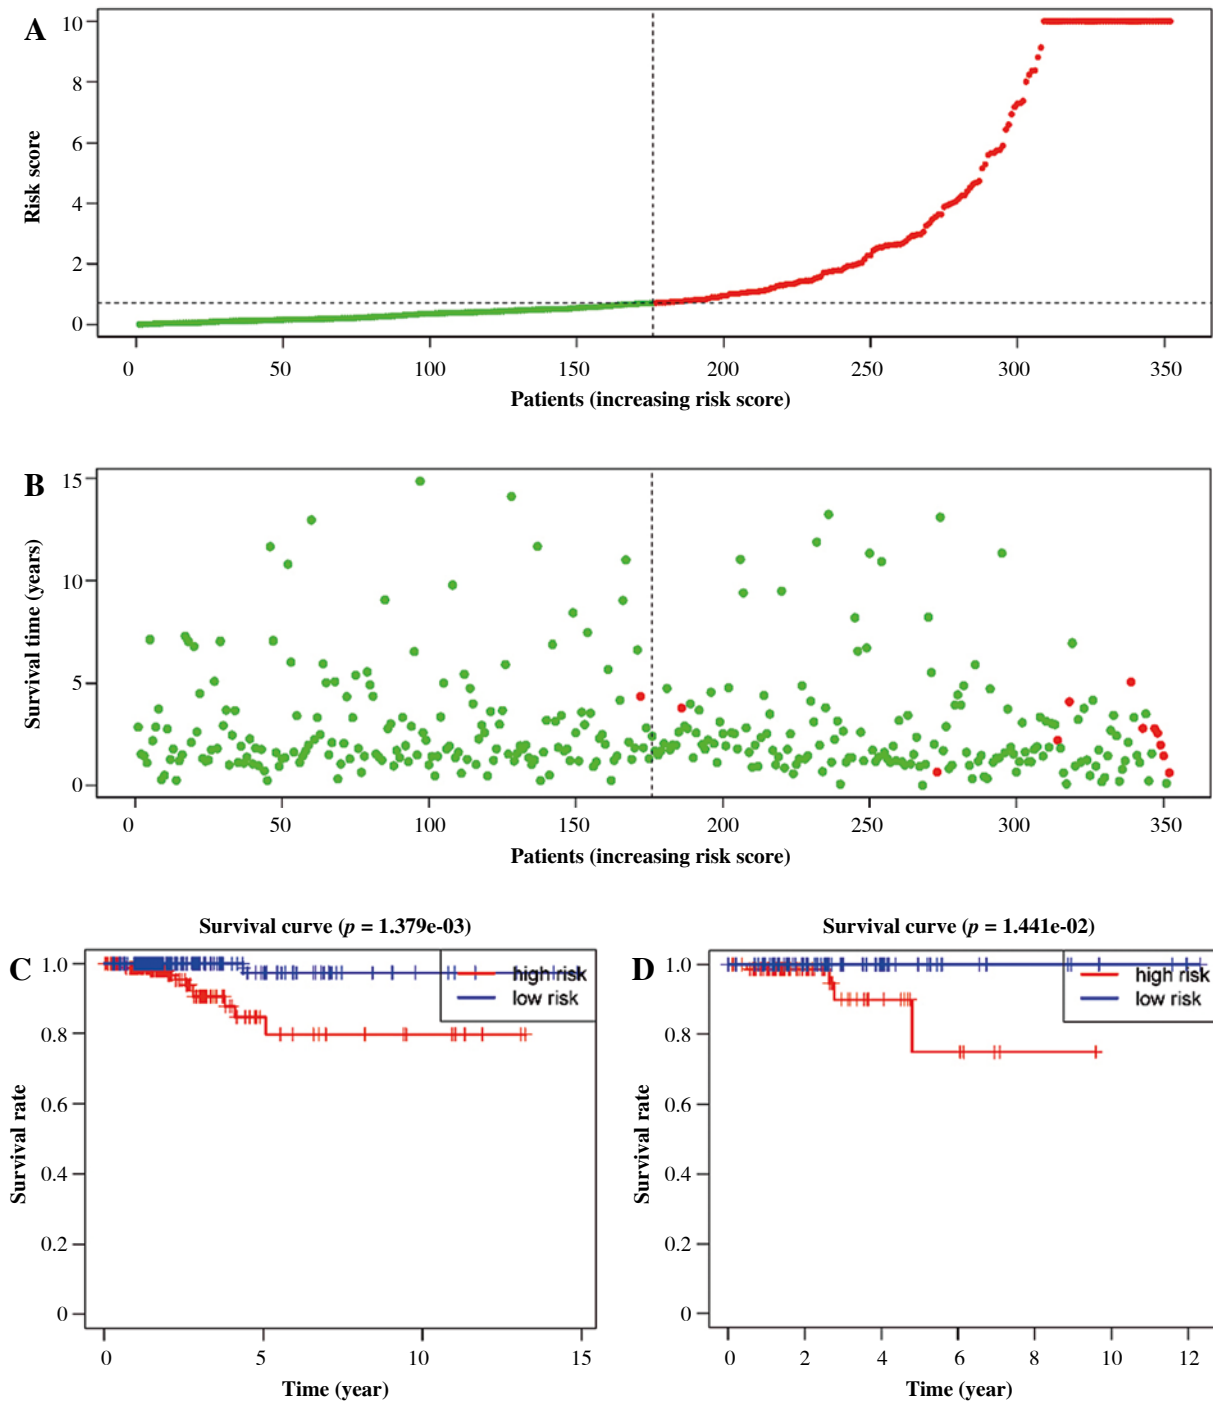 A
Risk score
10
8
6
4
2
0
0 50 100 150 200 250 300 350
Patients (increasing risk score)
B
Survival time (years)
15
10
5
0
0 50 100 150 200 250 300 350
Patients (increasing risk score)
Survival curve (p = 1.379e-03)
C
Survival rate
1.0
0.8
0.6
0.4
0.2
0
high risk
low risk
0 5 10 15
Time (year)
Survival curve (p = 1.441e-02)
D
Survival rate
1.0
0.8
0.6
0.4
0.2
0
high risk
low risk
0 2 4 6 8 10 12
Time (year)